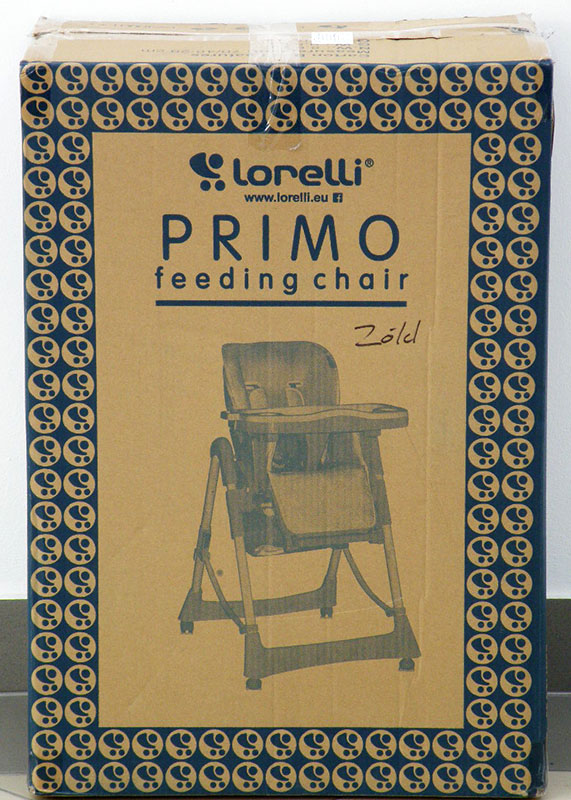 lorelli®
www.lorelli.eu f
PRIMO
feeding chair
Zöld